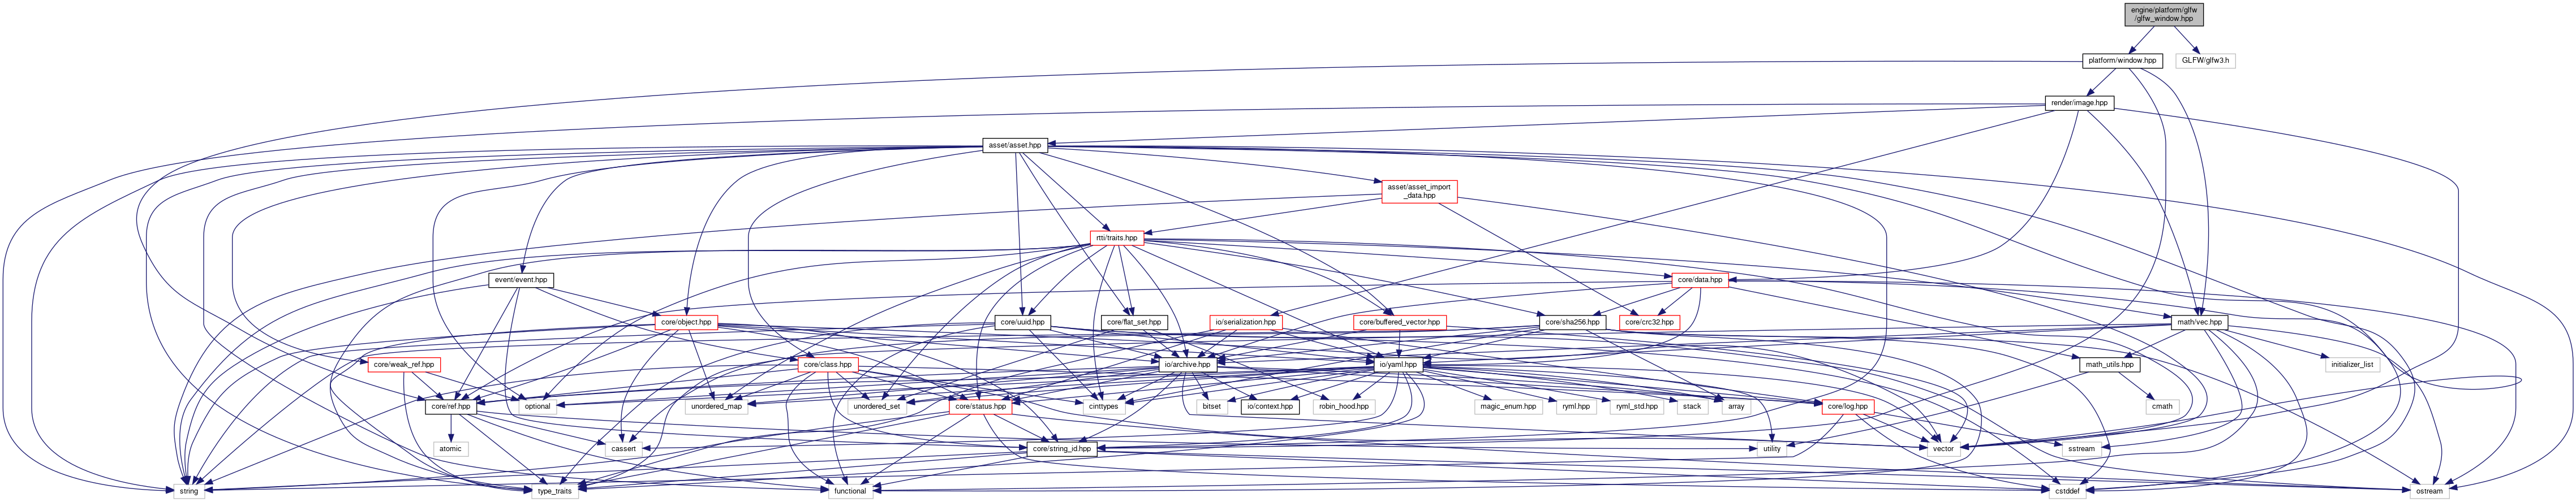 engine/platform/glfw
/glfw_window.hpp
platform/window.hpp
GLFW/glfw3.h
render/image.hpp
asset/asset.hpp
asset/asset_import
_data.hpp
rtti/traits.hpp
event/event.hpp
core/data.hpp
core/object.hpp
core/uuid.hpp
core/flat_set.hpp
io/serialization.hpp
core/buffered_vector.hpp
core/sha256.hpp
core/crc32.hpp
math/vec.hpp
core/weak_ref.hpp
core/class.hpp
io/archive.hpp
io/yaml.hpp
math_utils.hpp
initializer_list
core/ref.hpp
optional
unordered_map
unordered_set
core/status.hpp
cinttypes
bitset
io/context.hpp
robin_hood.hpp
magic_enum.hpp
ryml.hpp
ryml_std.hpp
stack
array
core/log.hpp
cmath
atomic
cassert
core/string_id.hpp
utility
vector
sstream
string
type_traits
functional
cstddef
ostream